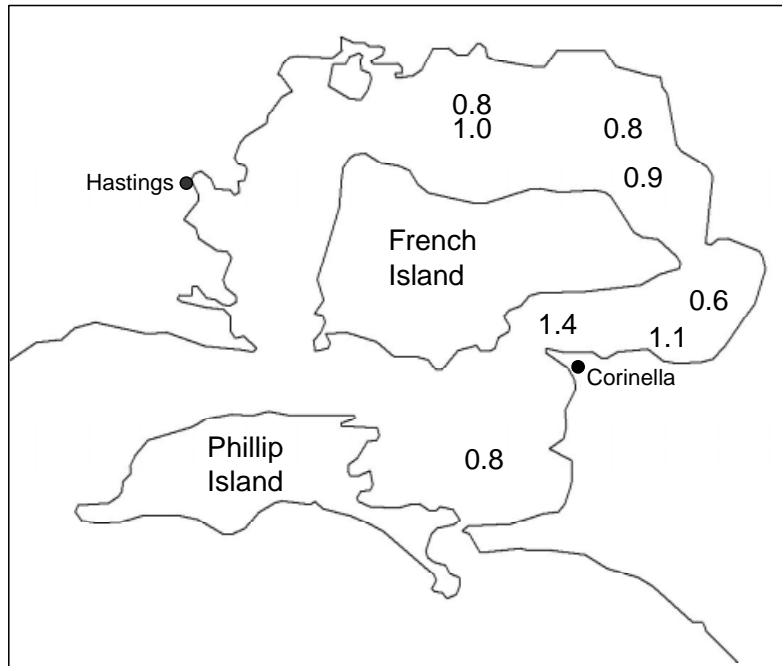 0.8
1.0
0.8
0.9
Hastings
French
Island
0.6
1.4
1.1
Corinella
Phillip
Island
0.8